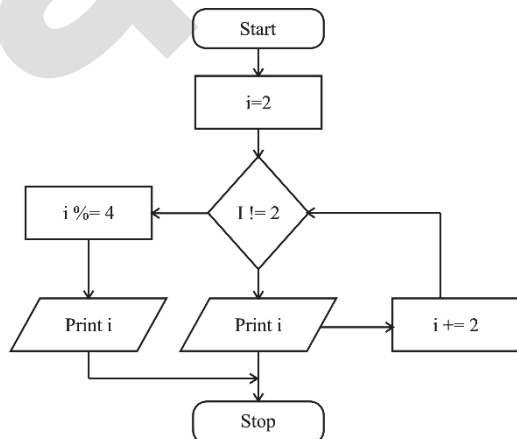 Start
i=2
I != 2
i %= 4
Print i
Print i
i += 2
Stop